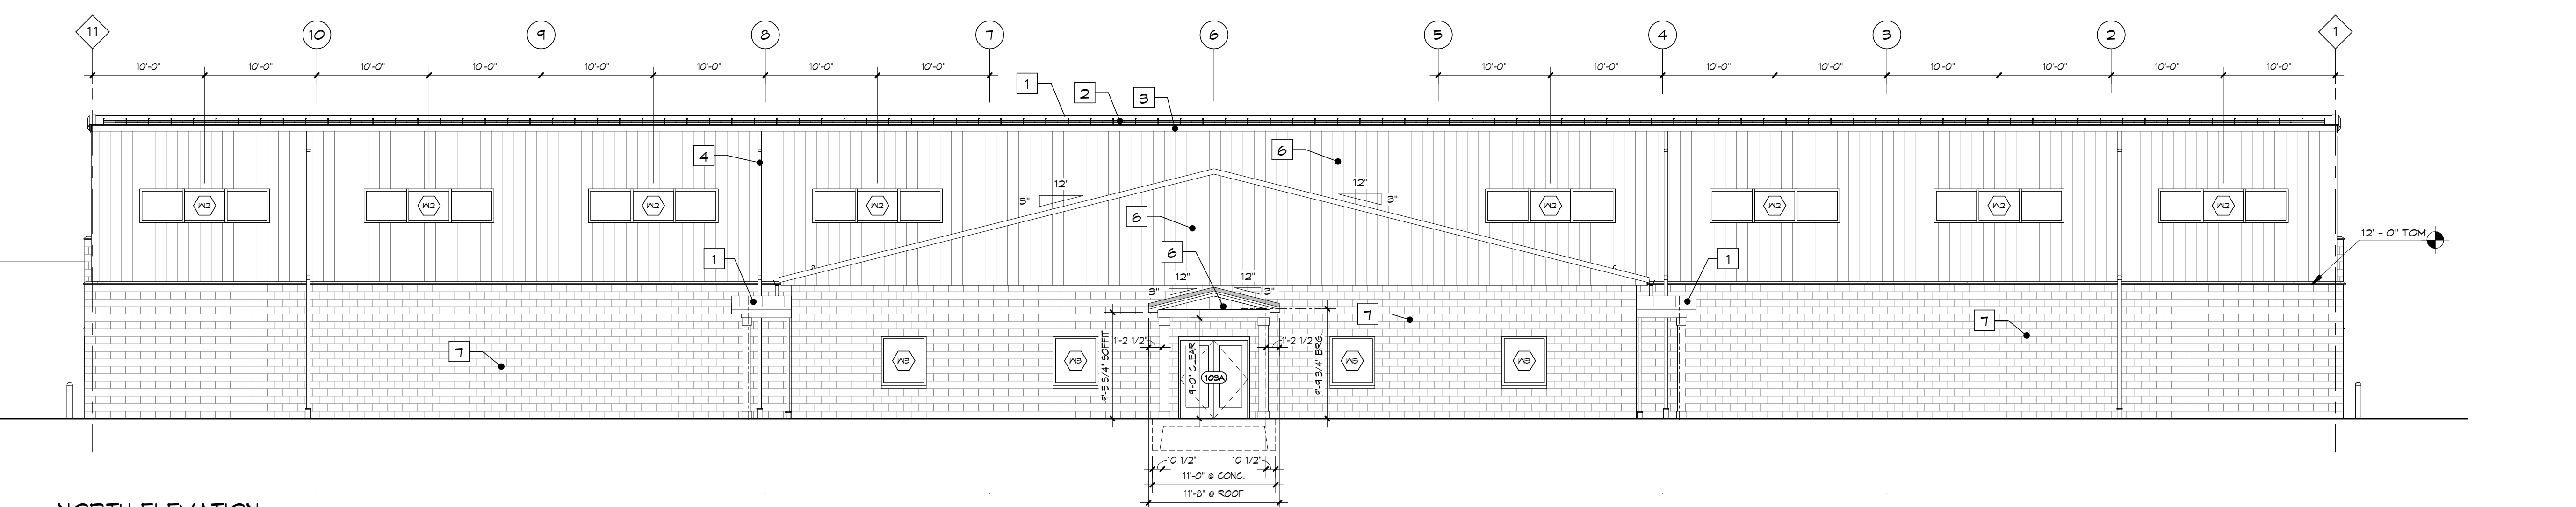 11 10 9 8 7 6 5 4 3 2 1
10'-0" 10'-0" 10'-0" 10'-0" 10'-0" 10'-0" 10'-0" 10'-0" 10'-0" 10'-0" 10'-0" 10'-0" 10'-0" 10'-0" 10'-0" 10'-0"
1 2 3
4 6 6
12" 12"
3" 3"
W2 W2 W2 W2 W2 W2 W2 W2
6
1 1
12' - 0" TOM
12" 12"
3" 3"
7 7 7
1'-2 1/2" 1'-2 1/2"
W3 W3 W3 W3
9'-5 3/4" SOFFIT
9'-0" CLEAR
103A
9'-9 3/4" BRG
10 1/2" 10 1/2"
11'-0" @ CONC.
11'-8" @ ROOF
NORTH ELEVATION